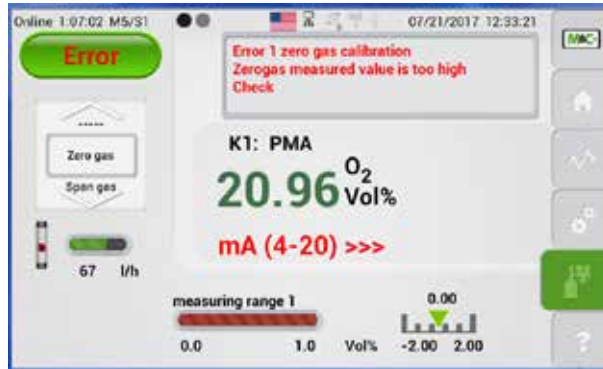 Online 1:07:02 M5/S1
07/21/2017 12:33:21
Error
Error 1 zero gas calibration
Zerogas measured value is too high
Check
-----
Zero gas
Span gas
K1: PMA
O2
20.96 Vol%
mA (4-20) >>>
67 l/h
measuring range 1
0.00
0.0 1.0 Vol% -2.00 2.00
?